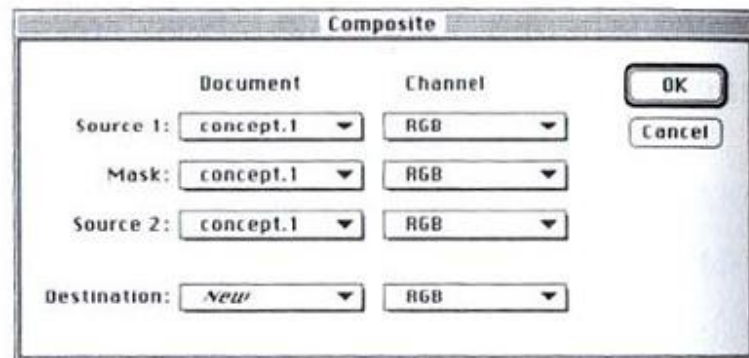 Composite
Document Channel OK
Source 1: concept.1 RGB Cancel
Mask: concept.1 RGB
Source 2: concept.1 RGB
Destination: New RGB